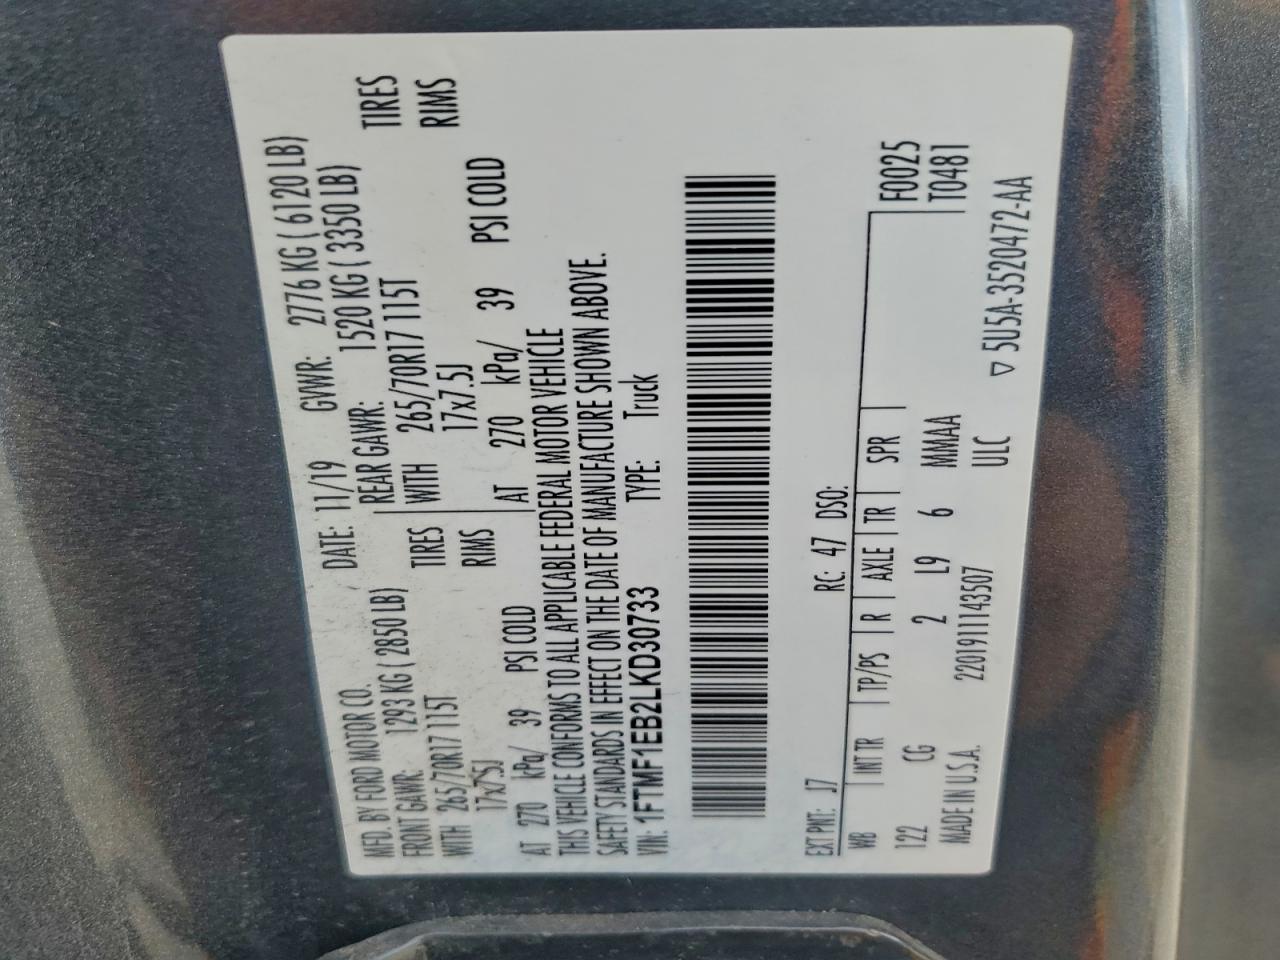 MFD. BY FORD MOTOR CO. DATE: 11/19 GVWR: 2776 KG ( 6120 LB)
FRONT GAWR: 1293 KG ( 2850 LB) REAR GAWR: 1520 KG ( 3350 LB)
WITH 265/70R17 115T TIRES WITH 265/70R17 115T TIRES
17x7.5J RIMS 17x7.5J RIMS
AT 270 kPa/ 39 PSI COLD AT 270 kPa/ 39 PSI COLD
THIS VEHICLE CONFORMS TO ALL APPLICABLE FEDERAL MOTOR VEHICLE
SAFETY STANDARDS IN EFFECT ON THE DATE OF MANUFACTURE SHOWN ABOVE.
VIN: 1FTMF1EB2LKD30733 TYPE: Truck
EXT PNT: J7 RC: 47 DSO:
WB INT TR TP/PS R AXLE TR SPR F0025
122 CG 2 L9 6 MMAA T0481
MADE IN U.S.A. 220191114 3507 ULC
▽ 5U5A-3520472-AA